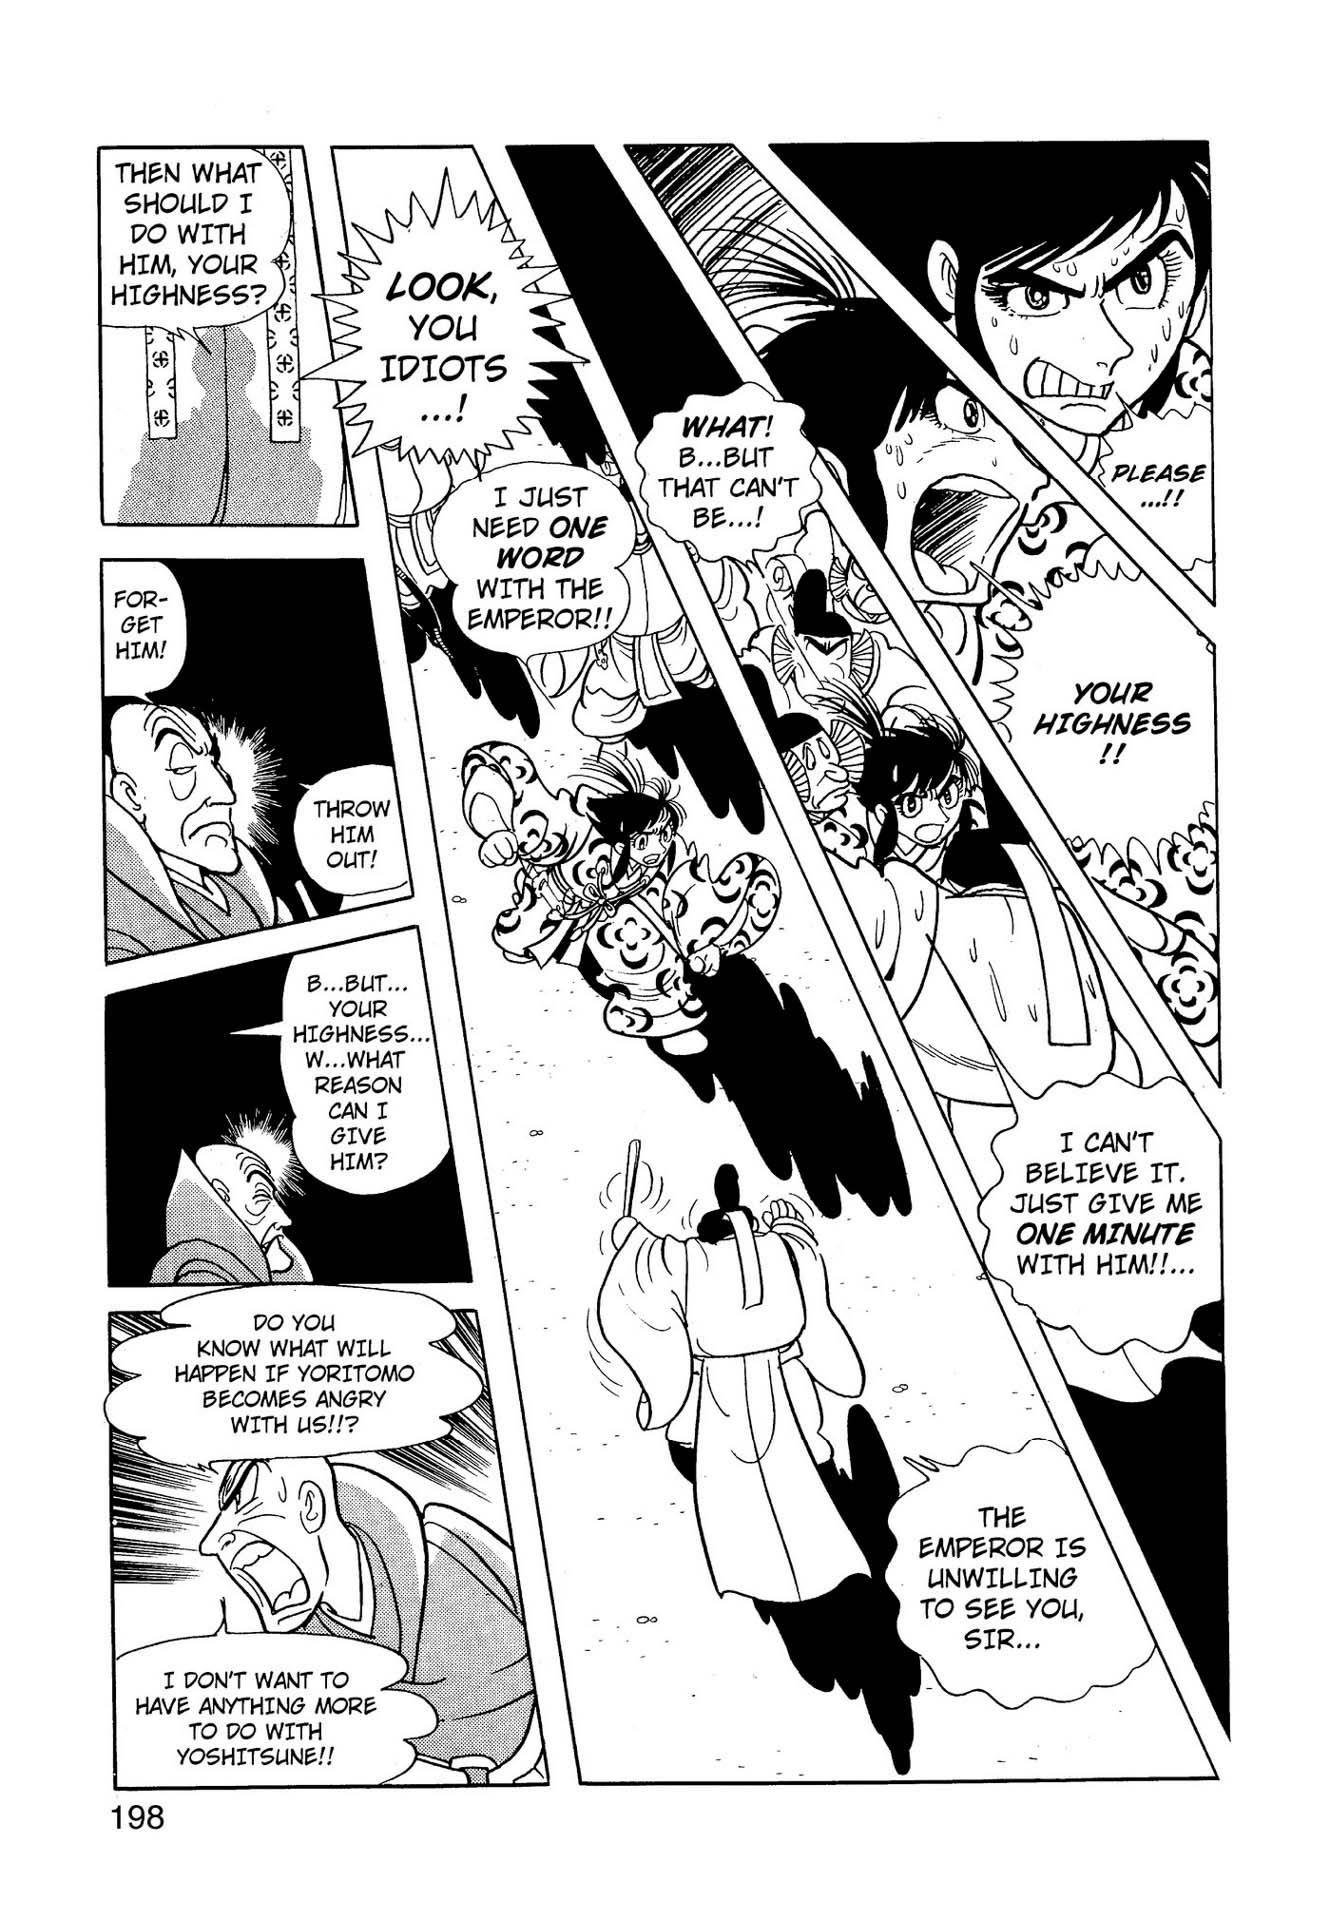 THEN WHAT
SHOULD I
DO WITH
HIM, YOUR
HIGHNESS?
FOR-
GET
HIM!
THROW
HIM
OUT!
B...BUT...
YOUR
HIGHNESS...
W...WHAT
REASON
CAN I
GIVE
HIM?
DO YOU
KNOW WHAT WILL
HAPPEN IF YORITOMO
BECOMES ANGRY
WITH US!!?
I DON'T WANT TO
HAVE ANYTHING MORE
TO DO WITH
YOSHITSUNE!!
LOOK,
YOU
IDIOTS
...!
I JUST
NEED ONE
WORD
WITH THE
EMPEROR!!
THE
EMPEROR IS
UNWILLING
TO SEE YOU,
SIR...
WHAT!
B...BUT
THAT CAN'T
BE...!
I CAN'T
BELIEVE IT.
JUST GIVE ME
ONE MINUTE
WITH HIM!!...
YOUR
HIGHNESS
!!
PLEASE
...!!
198